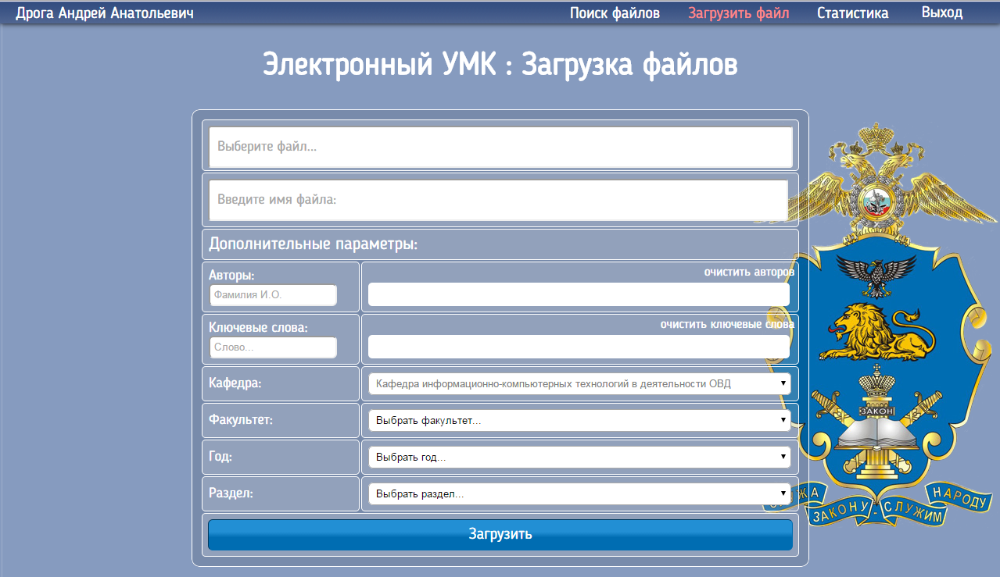 Дрога Андрей Анатольевич Поиск файлов Загрузить файл Статистика Выход
Электронный УМК : Загрузка файлов
Выберите файл...
Введите имя файла:
Дополнительные параметры:
Авторы: очистить авторов
Фамилия И.О.
Ключевые слова: очистить ключевые слова
Слово...
Кафедра: Кафедра информационно-компьютерных технологий в деятельности ОВД
ЗАКОН
Факультет: Выбрать факультет...
Год: Выбрать год...
Раздел: Выбрать раздел...
СЛУЖА ЗАКОНУ - СЛУЖИМ НАРОДУ
Загрузить